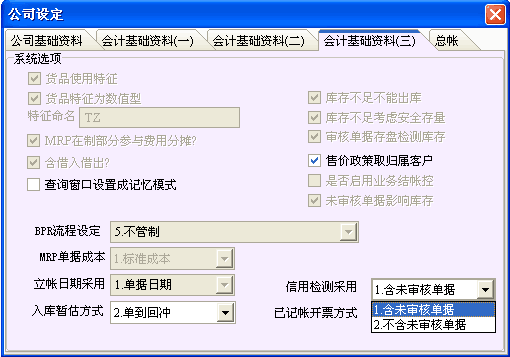 公司设定
公司基础资料 会计基础资料(一) 会计基础资料(二) 会计基础资料(三) 总帐
系统选项
货品使用特征
货品特征为数值型 库存不足不能出库
特征命名 TZ 库存不足考虑安全存量
MRP在制部分参与费用分摊? 审核单据存盘检测库存
含借入借出? 售价政策取归属客户
查询窗口设置成记忆模式 是否启用业务结帐控
未审核单据影响库存
BPR流程设定 5.不管制
MRP单据成本 1.标准成本
立帐日期采用 1.单据日期 信用检测采用 1.含未审核单据
入库暂估方式 2.单到回冲 已记帐开票方式 1.含未审核单据
2.不含未审核单据